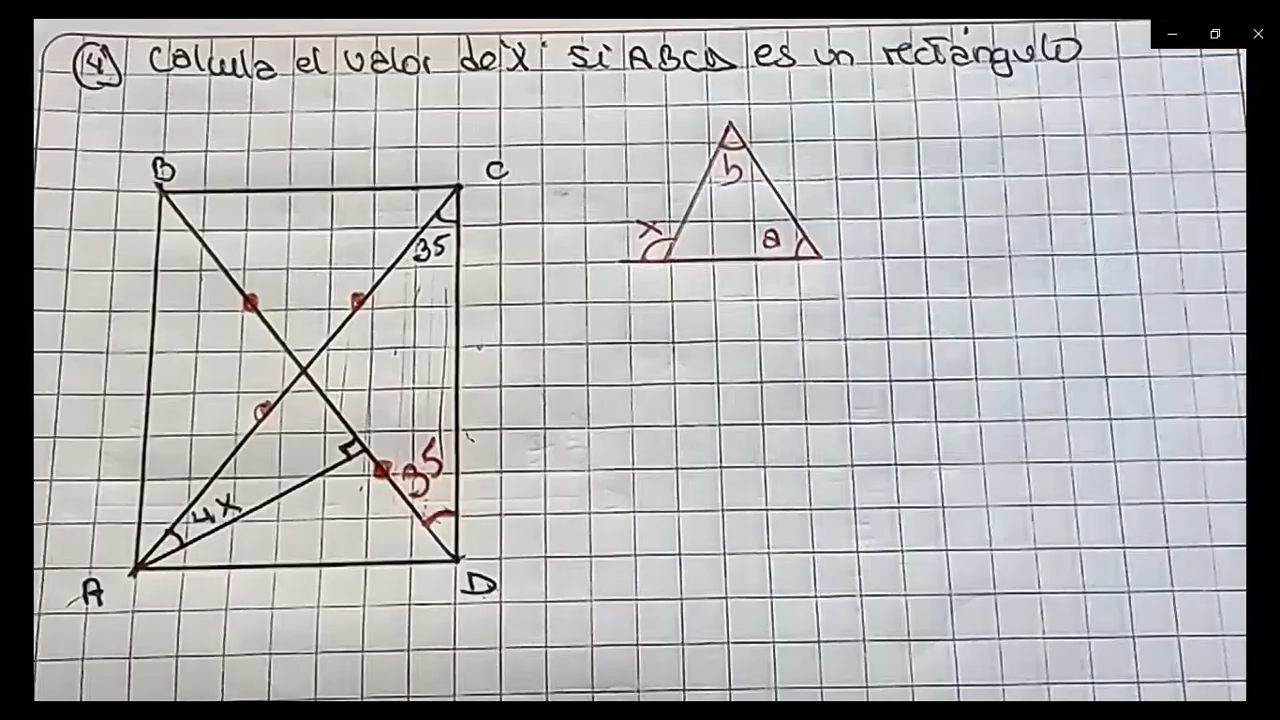 4) Calcula el valor de 'x' si ABCD es un rectángulo
B
C
b
x
a
35
35
4x
A
D